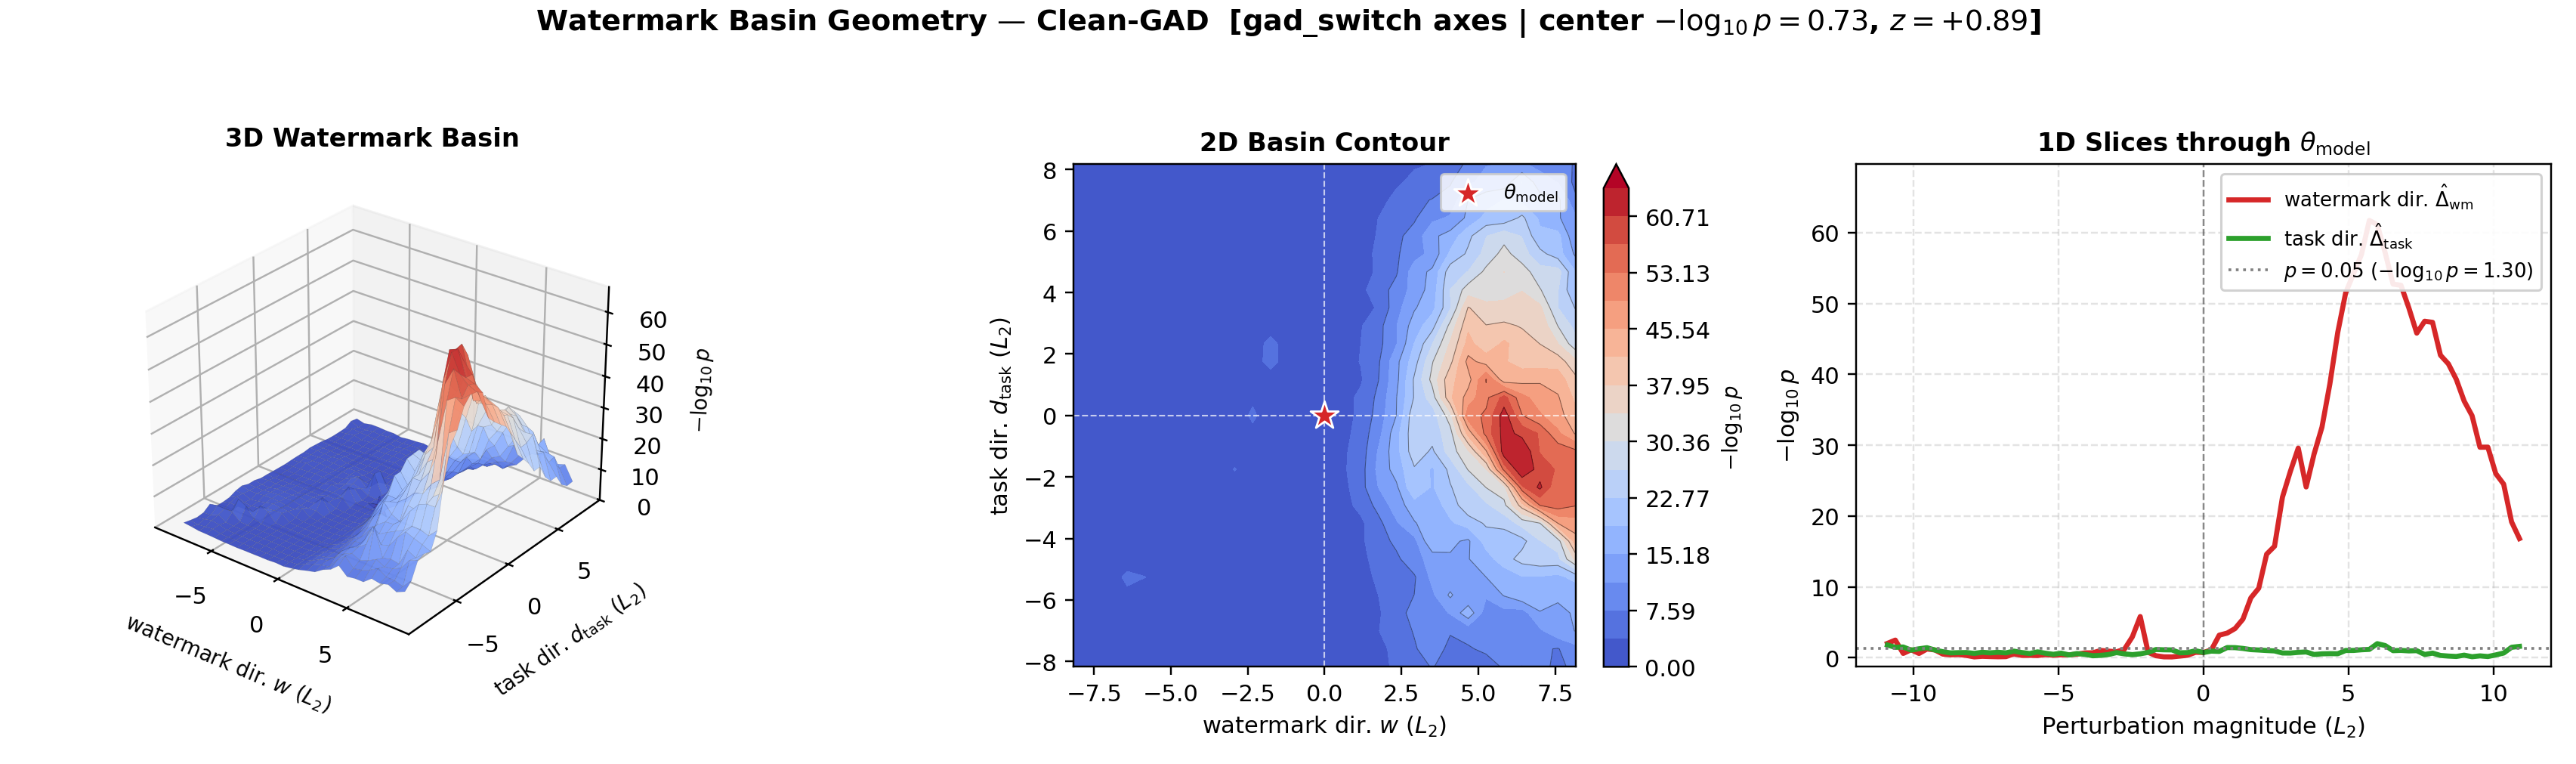 Watermark Basin Geometry — Clean-GAD [gad_switch axes | center −log₁₀ p = 0.73, z = +0.89]
3D Watermark Basin
60
50
40
30
20
10
0
−log₁₀ p
−5
0
5
watermark dir. w (L₂)
−5
0
5
task dir. d_task (L₂)
2D Basin Contour
θ_model
8
6
4
2
0
−2
−4
−6
−8
task dir. d_task (L₂)
−7.5 −5.0 −2.5 0.0 2.5 5.0 7.5
watermark dir. w (L₂)
60.71
53.13
45.54
37.95
30.36
22.77
15.18
7.59
0.00
−log₁₀ p
1D Slices through θ_model
watermark dir. Δ̂_wm
task dir. Δ̂_task
p = 0.05 (−log₁₀ p = 1.30)
60
50
40
30
20
10
0
−log₁₀ p
−10 −5 0 5 10
Perturbation magnitude (L₂)